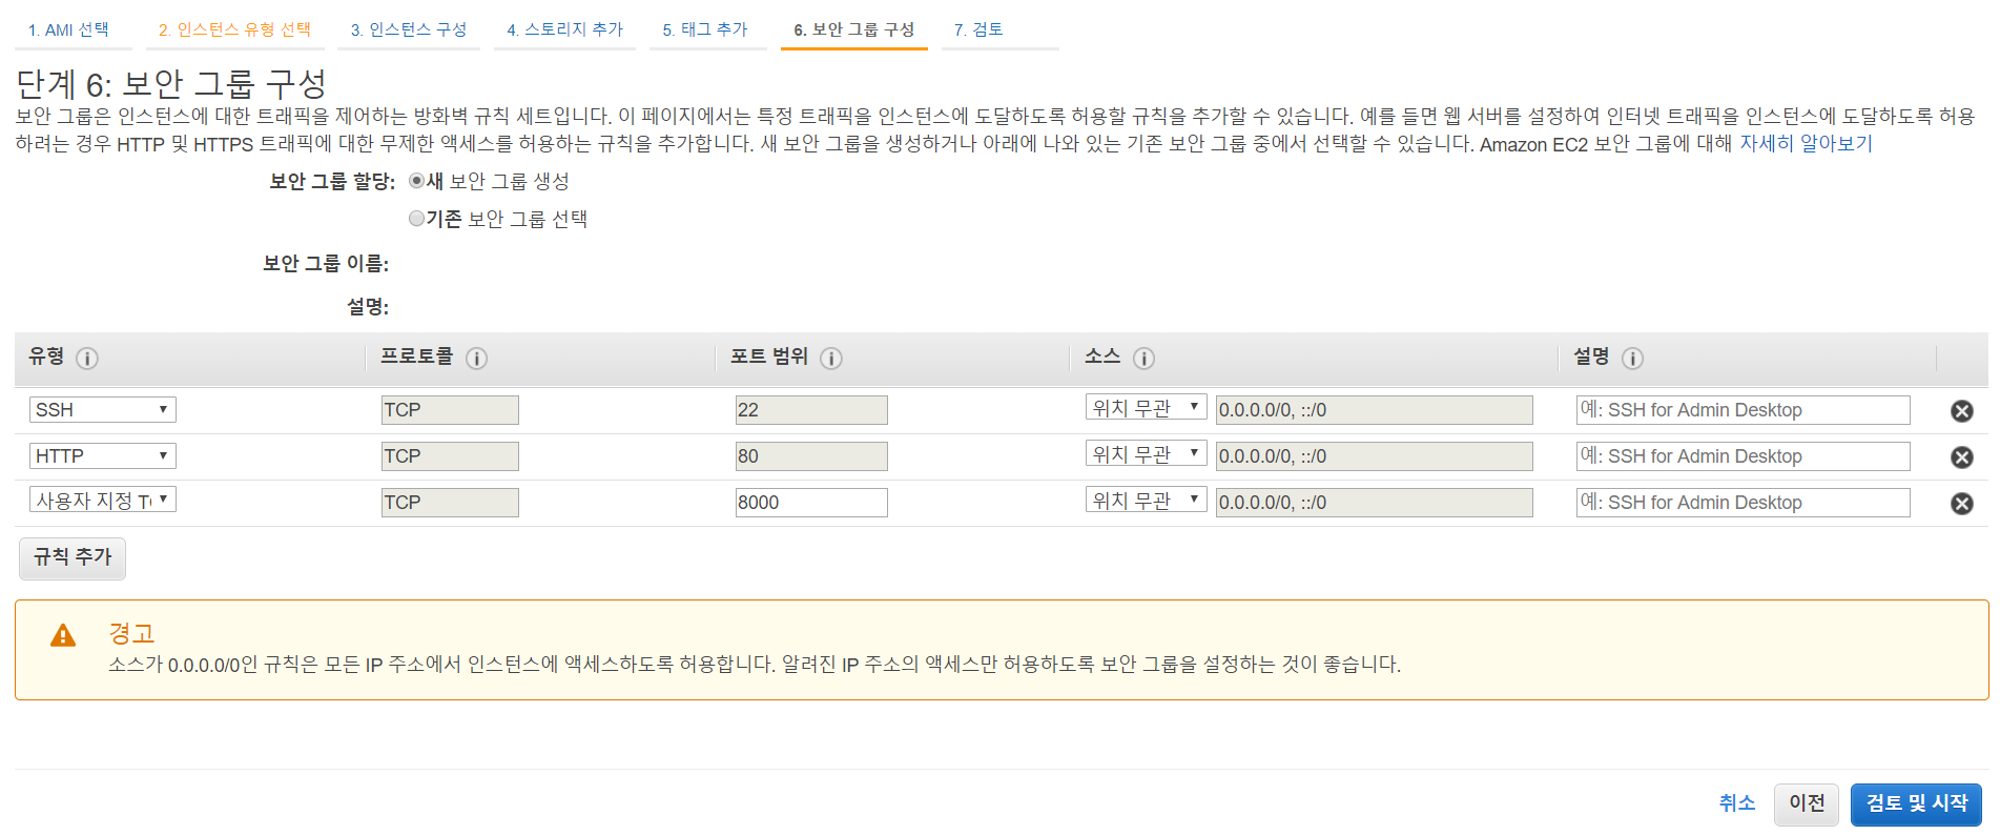 1. AMI 선택 2. 인스턴스 유형 선택 3. 인스턴스 구성 4. 스토리지 추가 5. 태그 추가 6. 보안 그룹 구성 7. 검토
단계 6: 보안 그룹 구성
보안 그룹은 인스턴스에 대한 트래픽을 제어하는 방화벽 규칙 세트입니다. 이 페이지에서는 특정 트래픽을 인스턴스에 도달하도록 허용할 규칙을 추가할 수 있습니다. 예를 들면 웹 서버를 설정하여 인터넷 트래픽을 인스턴스에 도달하도록 허용
하려는 경우 HTTP 및 HTTPS 트래픽에 대한 무제한 액세스를 허용하는 규칙을 추가합니다. 새 보안 그룹을 생성하거나 아래에 나와 있는 기존 보안 그룹 중에서 선택할 수 있습니다. Amazon EC2 보안 그룹에 대해 자세히 알아보기
보안 그룹 할당: 새 보안 그룹 생성
기존 보안 그룹 선택
보안 그룹 이름:
설명:
유형 프로토콜 포트 범위 소스 설명
SSH TCP 22 위치 무관 0.0.0.0/0, ::/0 예: SSH for Admin Desktop
HTTP TCP 80 위치 무관 0.0.0.0/0, ::/0 예: SSH for Admin Desktop
사용자 지정 T TCP 8000 위치 무관 0.0.0.0/0, ::/0 예: SSH for Admin Desktop
규칙 추가
경고
소스가 0.0.0.0/0인 규칙은 모든 IP 주소에서 인스턴스에 액세스하도록 허용합니다. 알려진 IP 주소의 액세스만 허용하도록 보안 그룹을 설정하는 것이 좋습니다.
취소 이전 검토 및 시작